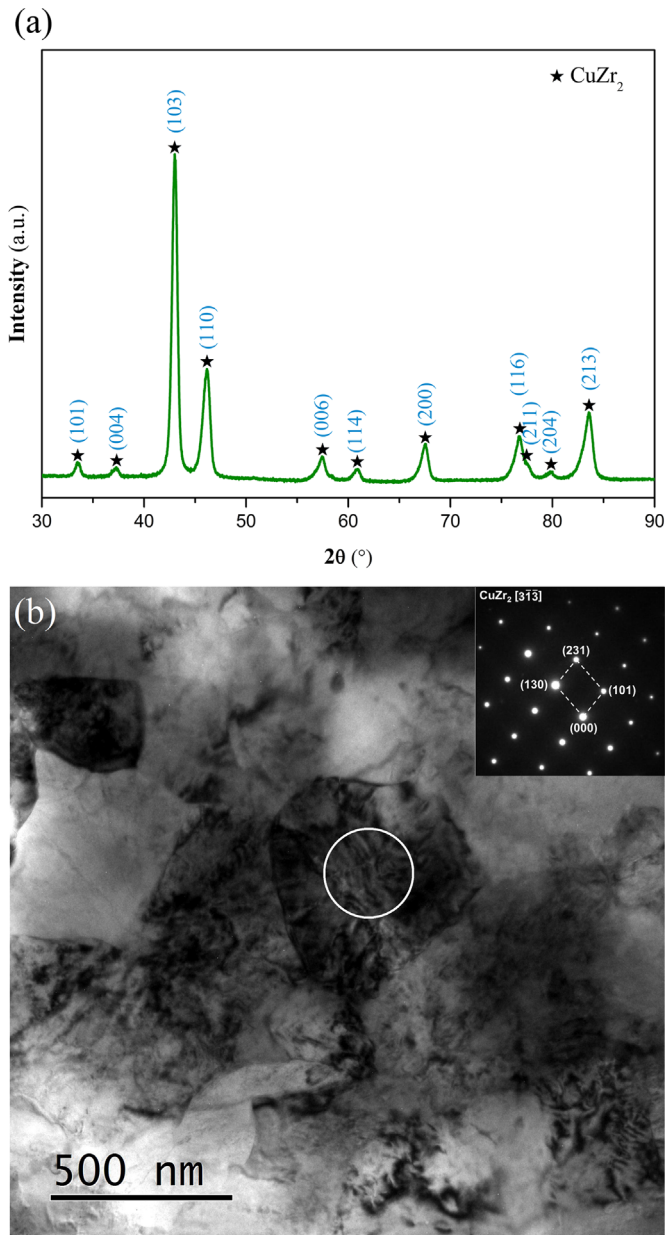 (a)
★ CuZr₂
(103)
(110)
(101)
(004)
(006)
(114)
(200)
(116)
(211)
(204)
(213)
Intensity (a.u.)
30 40 50 60 70 80 90
2θ (°)
(b)
CuZr₂ [31̄3̄]
(231)
(130)
(101)
(000)
500 nm